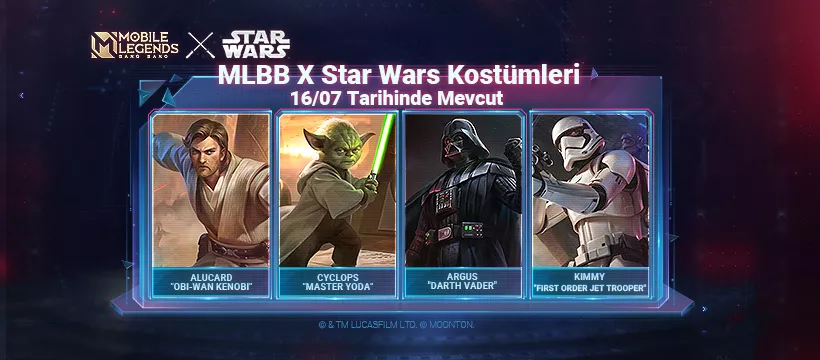 MOBILE
LEGENDS
BANG BANG
STAR
WARS
MLBB X Star Wars Kostümleri
16/07 Tarihinde Mevcut
ALUCARD
"OBI-WAN KENOBI"
CYCLOPS
"MASTER YODA"
ARGUS
"DARTH VADER"
KIMMY
"FIRST ORDER JET TROOPER"
© & TM LUCASFILM LTD. © MOONTON.